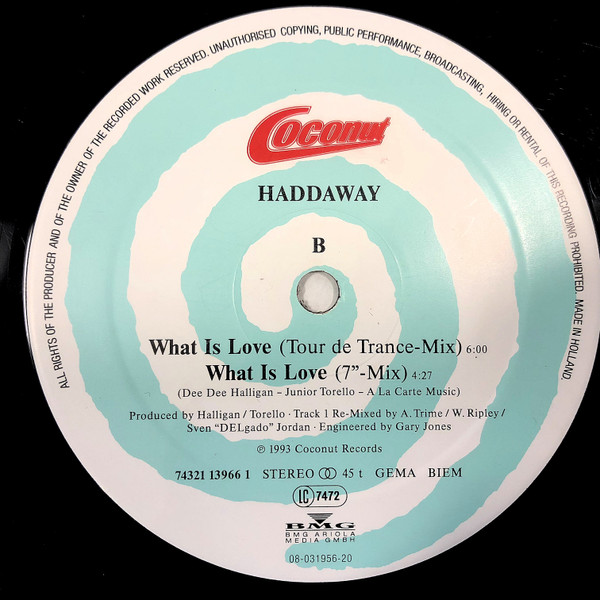 ALL RIGHTS OF THE PRODUCER AND OF THE OWNER OF THE RECORDED WORK RESERVED. UNAUTHORISED COPYING, PUBLIC PERFORMANCE, BROADCASTING, HIRING OR RENTAL OF THIS RECORDING PROHIBITED. MADE IN HOLLAND.
Coconut
HADDAWAY
B
What Is Love (Tour de Trance-Mix) 6:00
What Is Love (7”-Mix) 4:27
(Dee Dee Halligan – Junior Torello – A La Carte Music)
Produced by Halligan / Torello · Track 1 Re-Mixed by A. Trime / W. Ripley /
Sven “DELgado” Jordan · Engineered by Gary Jones
℗ 1993 Coconut Records
74321 13966 1 STEREO 45 t GEMA BIEM
LC 7472
BMG
BMG ARIOLA
MEDIA GMBH
08-031956-20